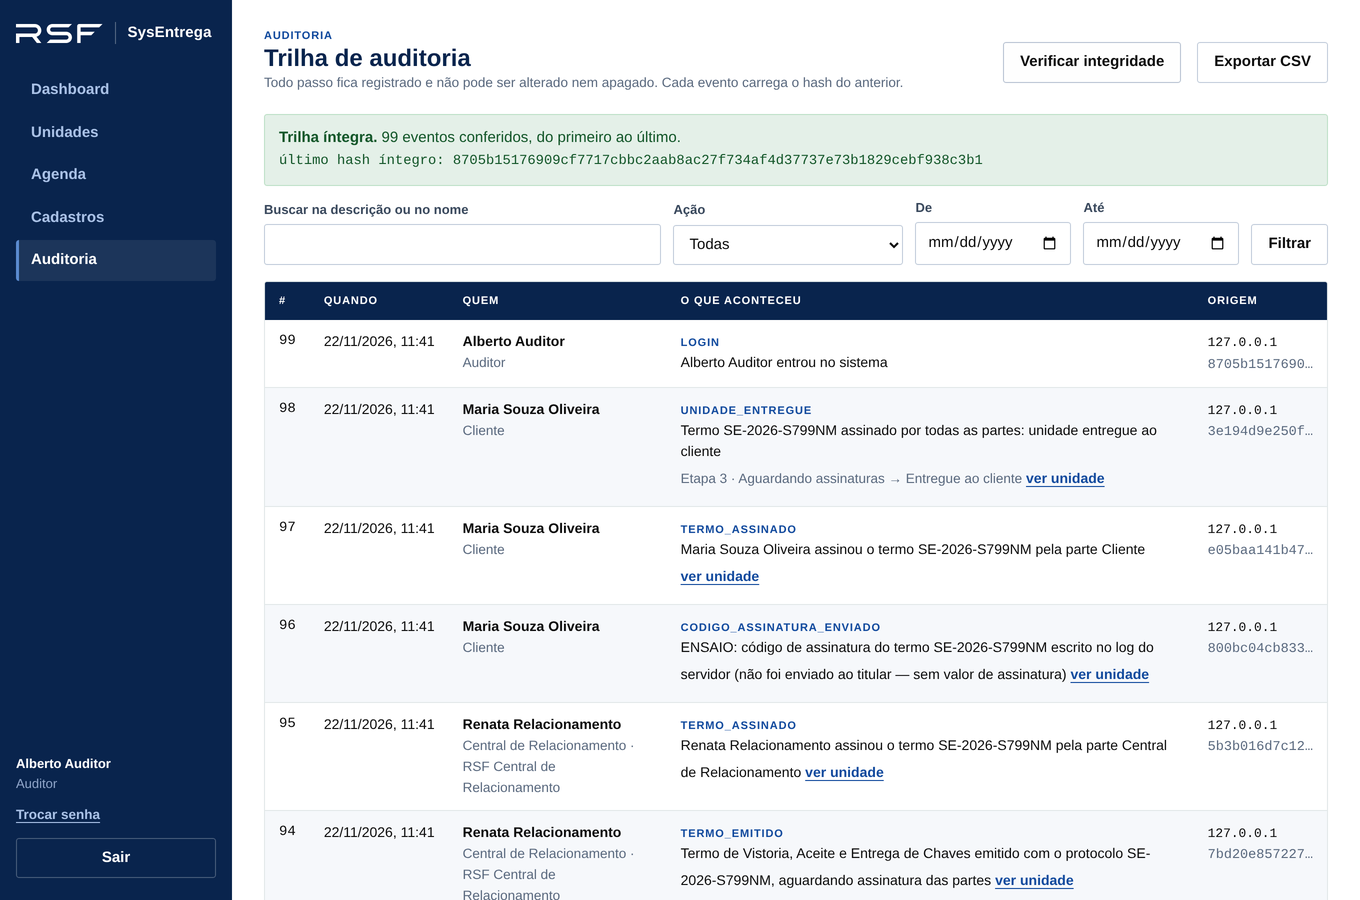 RSF SysEntrega
Dashboard
Unidades
Agenda
Cadastros
Auditoria
Alberto Auditor
Auditor
Trocar senha
Sair
AUDITORIA
Trilha de auditoria
Todo passo fica registrado e não pode ser alterado nem apagado. Cada evento carrega o hash do anterior.
Verificar integridade
Exportar CSV
Trilha íntegra. 99 eventos conferidos, do primeiro ao último.
último hash íntegro: 8705b15176909cf7717cbbc2aab8ac27f734af4d37737e73b1829cebf938c3b1
Buscar na descrição ou no nome
Ação
De
Até
Todas
mm/dd/yyyy
mm/dd/yyyy
Filtrar
# QUANDO QUEM O QUE ACONTECEU ORIGEM
99 22/11/2026, 11:41 Alberto Auditor LOGIN 127.0.0.1
Auditor Alberto Auditor entrou no sistema 8705b1517690…
98 22/11/2026, 11:41 Maria Souza Oliveira UNIDADE_ENTREGUE 127.0.0.1
Cliente Termo SE-2026-S799NM assinado por todas as partes: unidade entregue ao 3e194d9e250f…
cliente
Etapa 3 · Aguardando assinaturas → Entregue ao cliente ver unidade
97 22/11/2026, 11:41 Maria Souza Oliveira TERMO_ASSINADO 127.0.0.1
Cliente Maria Souza Oliveira assinou o termo SE-2026-S799NM pela parte Cliente e05baa141b47…
ver unidade
96 22/11/2026, 11:41 Maria Souza Oliveira CODIGO_ASSINATURA_ENVIADO 127.0.0.1
Cliente ENSAIO: código de assinatura do termo SE-2026-S799NM escrito no log do 800bc04cb833…
servidor (não foi enviado ao titular — sem valor de assinatura) ver unidade
95 22/11/2026, 11:41 Renata Relacionamento TERMO_ASSINADO 127.0.0.1
Central de Relacionamento · Renata Relacionamento assinou o termo SE-2026-S799NM pela parte Central 5b3b016d7c12…
RSF Central de de Relacionamento ver unidade
Relacionamento
94 22/11/2026, 11:41 Renata Relacionamento TERMO_EMITIDO 127.0.0.1
Central de Relacionamento · Termo de Vistoria, Aceite e Entrega de Chaves emitido com o protocolo SE- 7bd20e857227…
RSF Central de 2026-S799NM, aguardando assinatura das partes ver unidade
Relacionamento